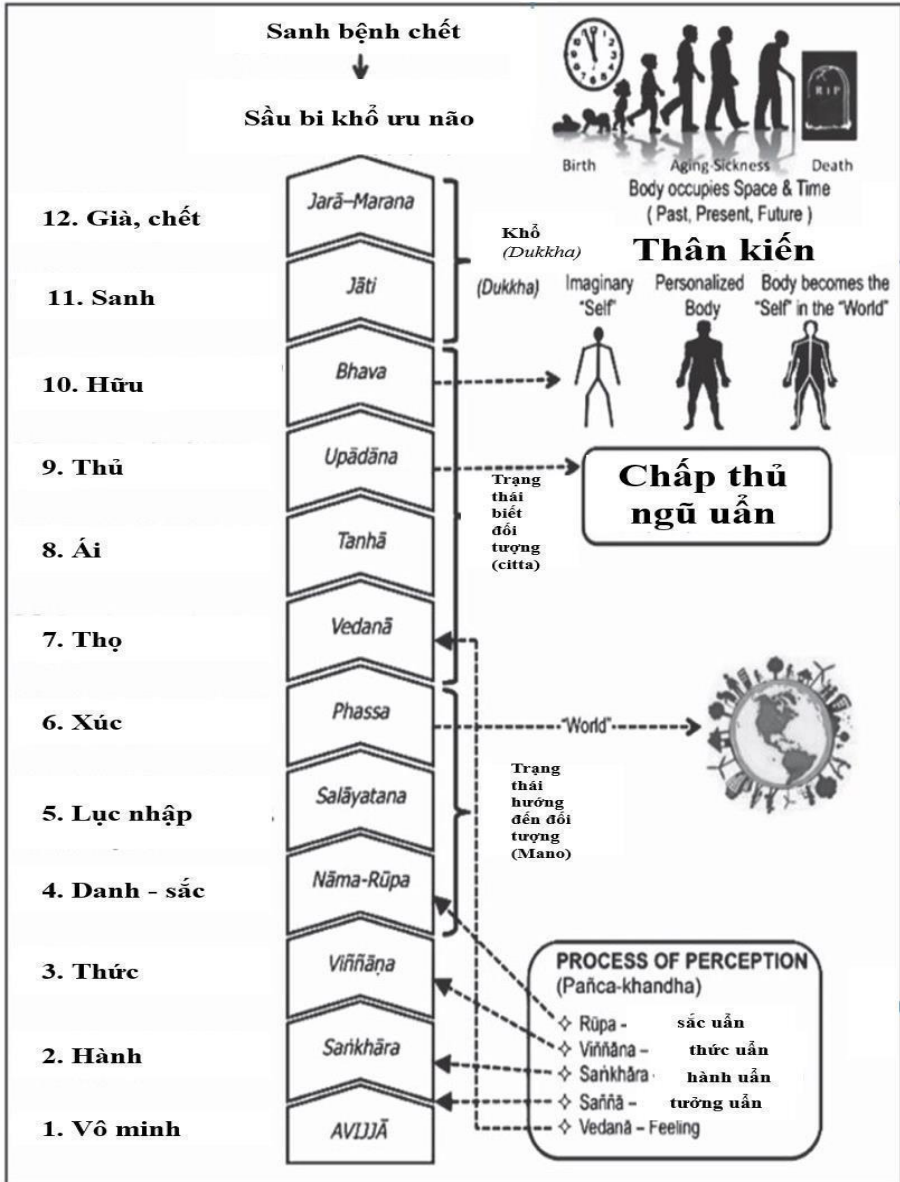 Sanh bệnh chết
Sầu bi khổ ưu não
RIP
Birth
Aging-Sickness
Death
Body occupies Space & Time
( Past, Present, Future )
Thân kiến
12. Già, chết
Jarā–Marana
Khổ
(Dukkha)
(Dukkha)
Imaginary
"Self"
Personalized
Body
Body becomes the
"Self" in the "World"
11. Sanh
Jāti
10. Hữu
Bhava
9. Thủ
Upādāna
Chấp thủ
ngũ uẩn
Trạng
thái
biết
đối
tượng
(citta)
8. Ái
Tanhā
7. Thọ
Vedanā
6. Xúc
Phassa
"World"
Trạng
thái
hướng
đến đối
tượng
(Mano)
5. Lục nhập
Salāyatana
4. Danh - sắc
Nāma-Rūpa
3. Thức
Viññāṇa
2. Hành
Saṅkhāra
1. Vô minh
AVIJJĀ
PROCESS OF PERCEPTION
(Pañca-khandha)
Rūpa - sắc uẩn
Viññāna – thức uẩn
Saṅkhāra - hành uẩn
Saññā – tưởng uẩn
Vedanā – Feeling